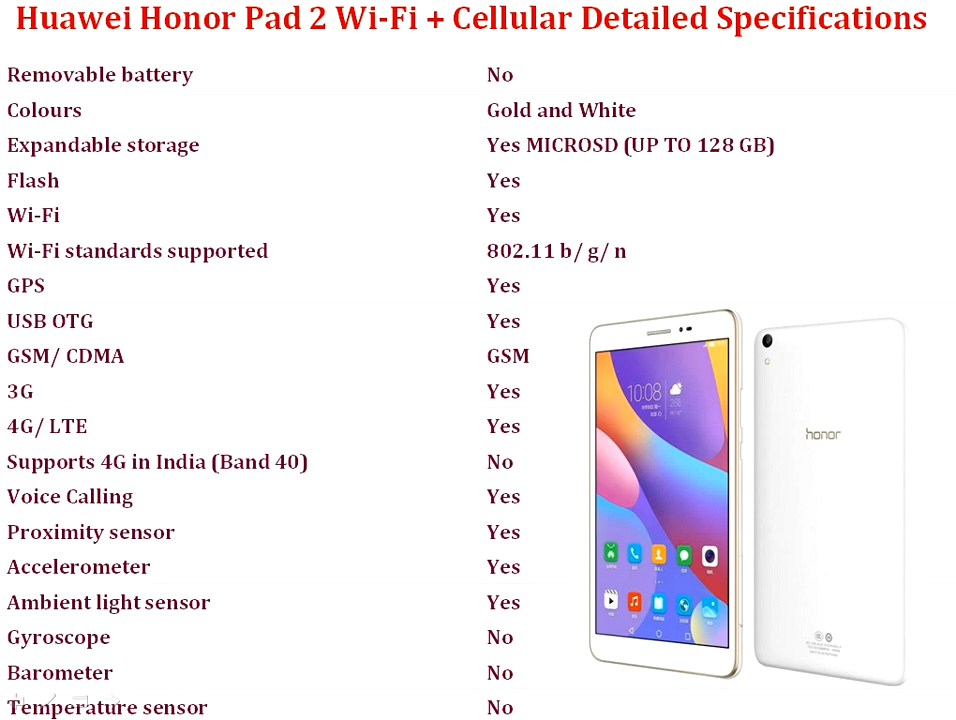 Huawei Honor Pad 2 Wi-Fi + Cellular Detailed Specifications
Removable battery No
Colours Gold and White
Expandable storage Yes MICROSD (UP TO 128 GB)
Flash Yes
Wi-Fi Yes
Wi-Fi standards supported 802.11 b/ g/ n
GPS Yes
USB OTG Yes
GSM/ CDMA GSM
3G Yes
4G/ LTE Yes
Supports 4G in India (Band 40) No
Voice Calling Yes
Proximity sensor Yes
Accelerometer Yes
Ambient light sensor Yes
Gyroscope No
Barometer No
Temperature sensor No
10:08
honor